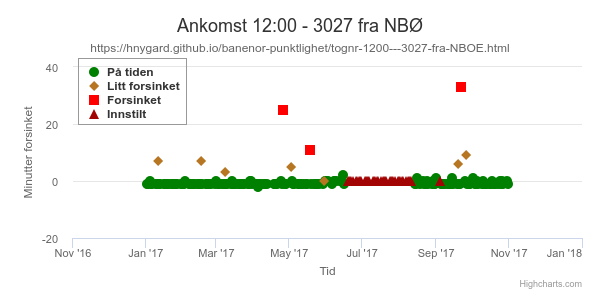 Ankomst 12:00 - 3027 fra NBØ
https://hnygard.github.io/banenor-punktlighet/tognr-1200---3027-fra-NBOE.html
På tiden
Litt forsinket
Forsinket
Innstilt
Minutter forsinket
40
20
0
-20
Nov '16
Jan '17
Mar '17
May '17
Jul '17
Sep '17
Nov '17
Jan '18
Tid
Highcharts.com